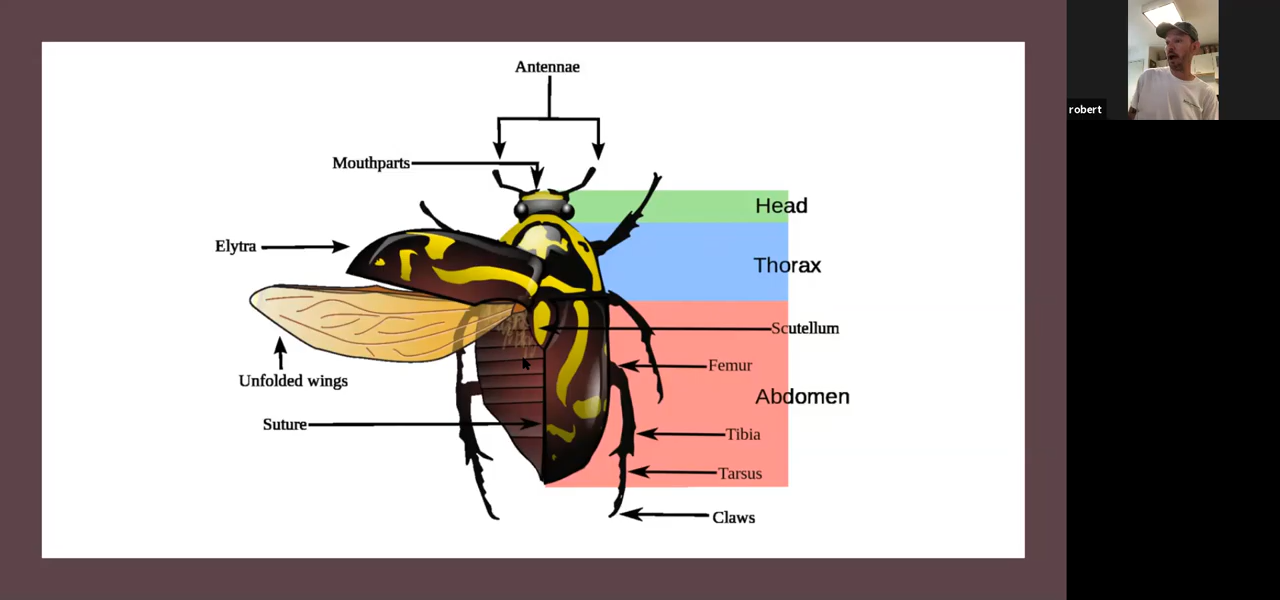 Antennae
robert
Mouthparts
Head
Elytra
Thorax
Scutellum
Femur
Unfolded wings
Abdomen
Suture
Tibia
Tarsus
Claws